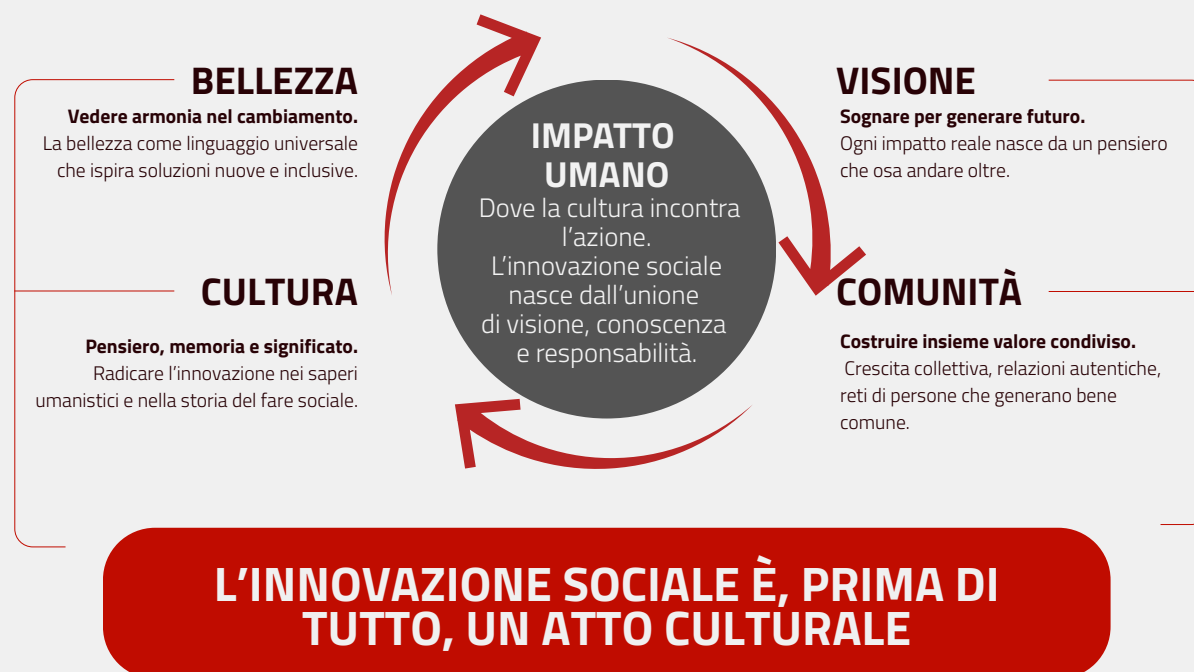 BELLEZZA
Vedere armonia nel cambiamento.
La bellezza come linguaggio universale
che ispira soluzioni nuove e inclusive.
CULTURA
Pensiero, memoria e significato.
Radicare l’innovazione nei saperi
umanistici e nella storia del fare sociale.
IMPATTO
UMANO
Dove la cultura incontra
l’azione.
L’innovazione sociale
nasce dall’unione
di visione, conoscenza
e responsabilità.
VISIONE
Sognare per generare futuro.
Ogni impatto reale nasce da un pensiero
che osa andare oltre.
COMUNITÀ
Costruire insieme valore condiviso.
Crescita collettiva, relazioni autentiche,
reti di persone che generano bene
comune.
L’INNOVAZIONE SOCIALE È, PRIMA DI
TUTTO, UN ATTO CULTURALE